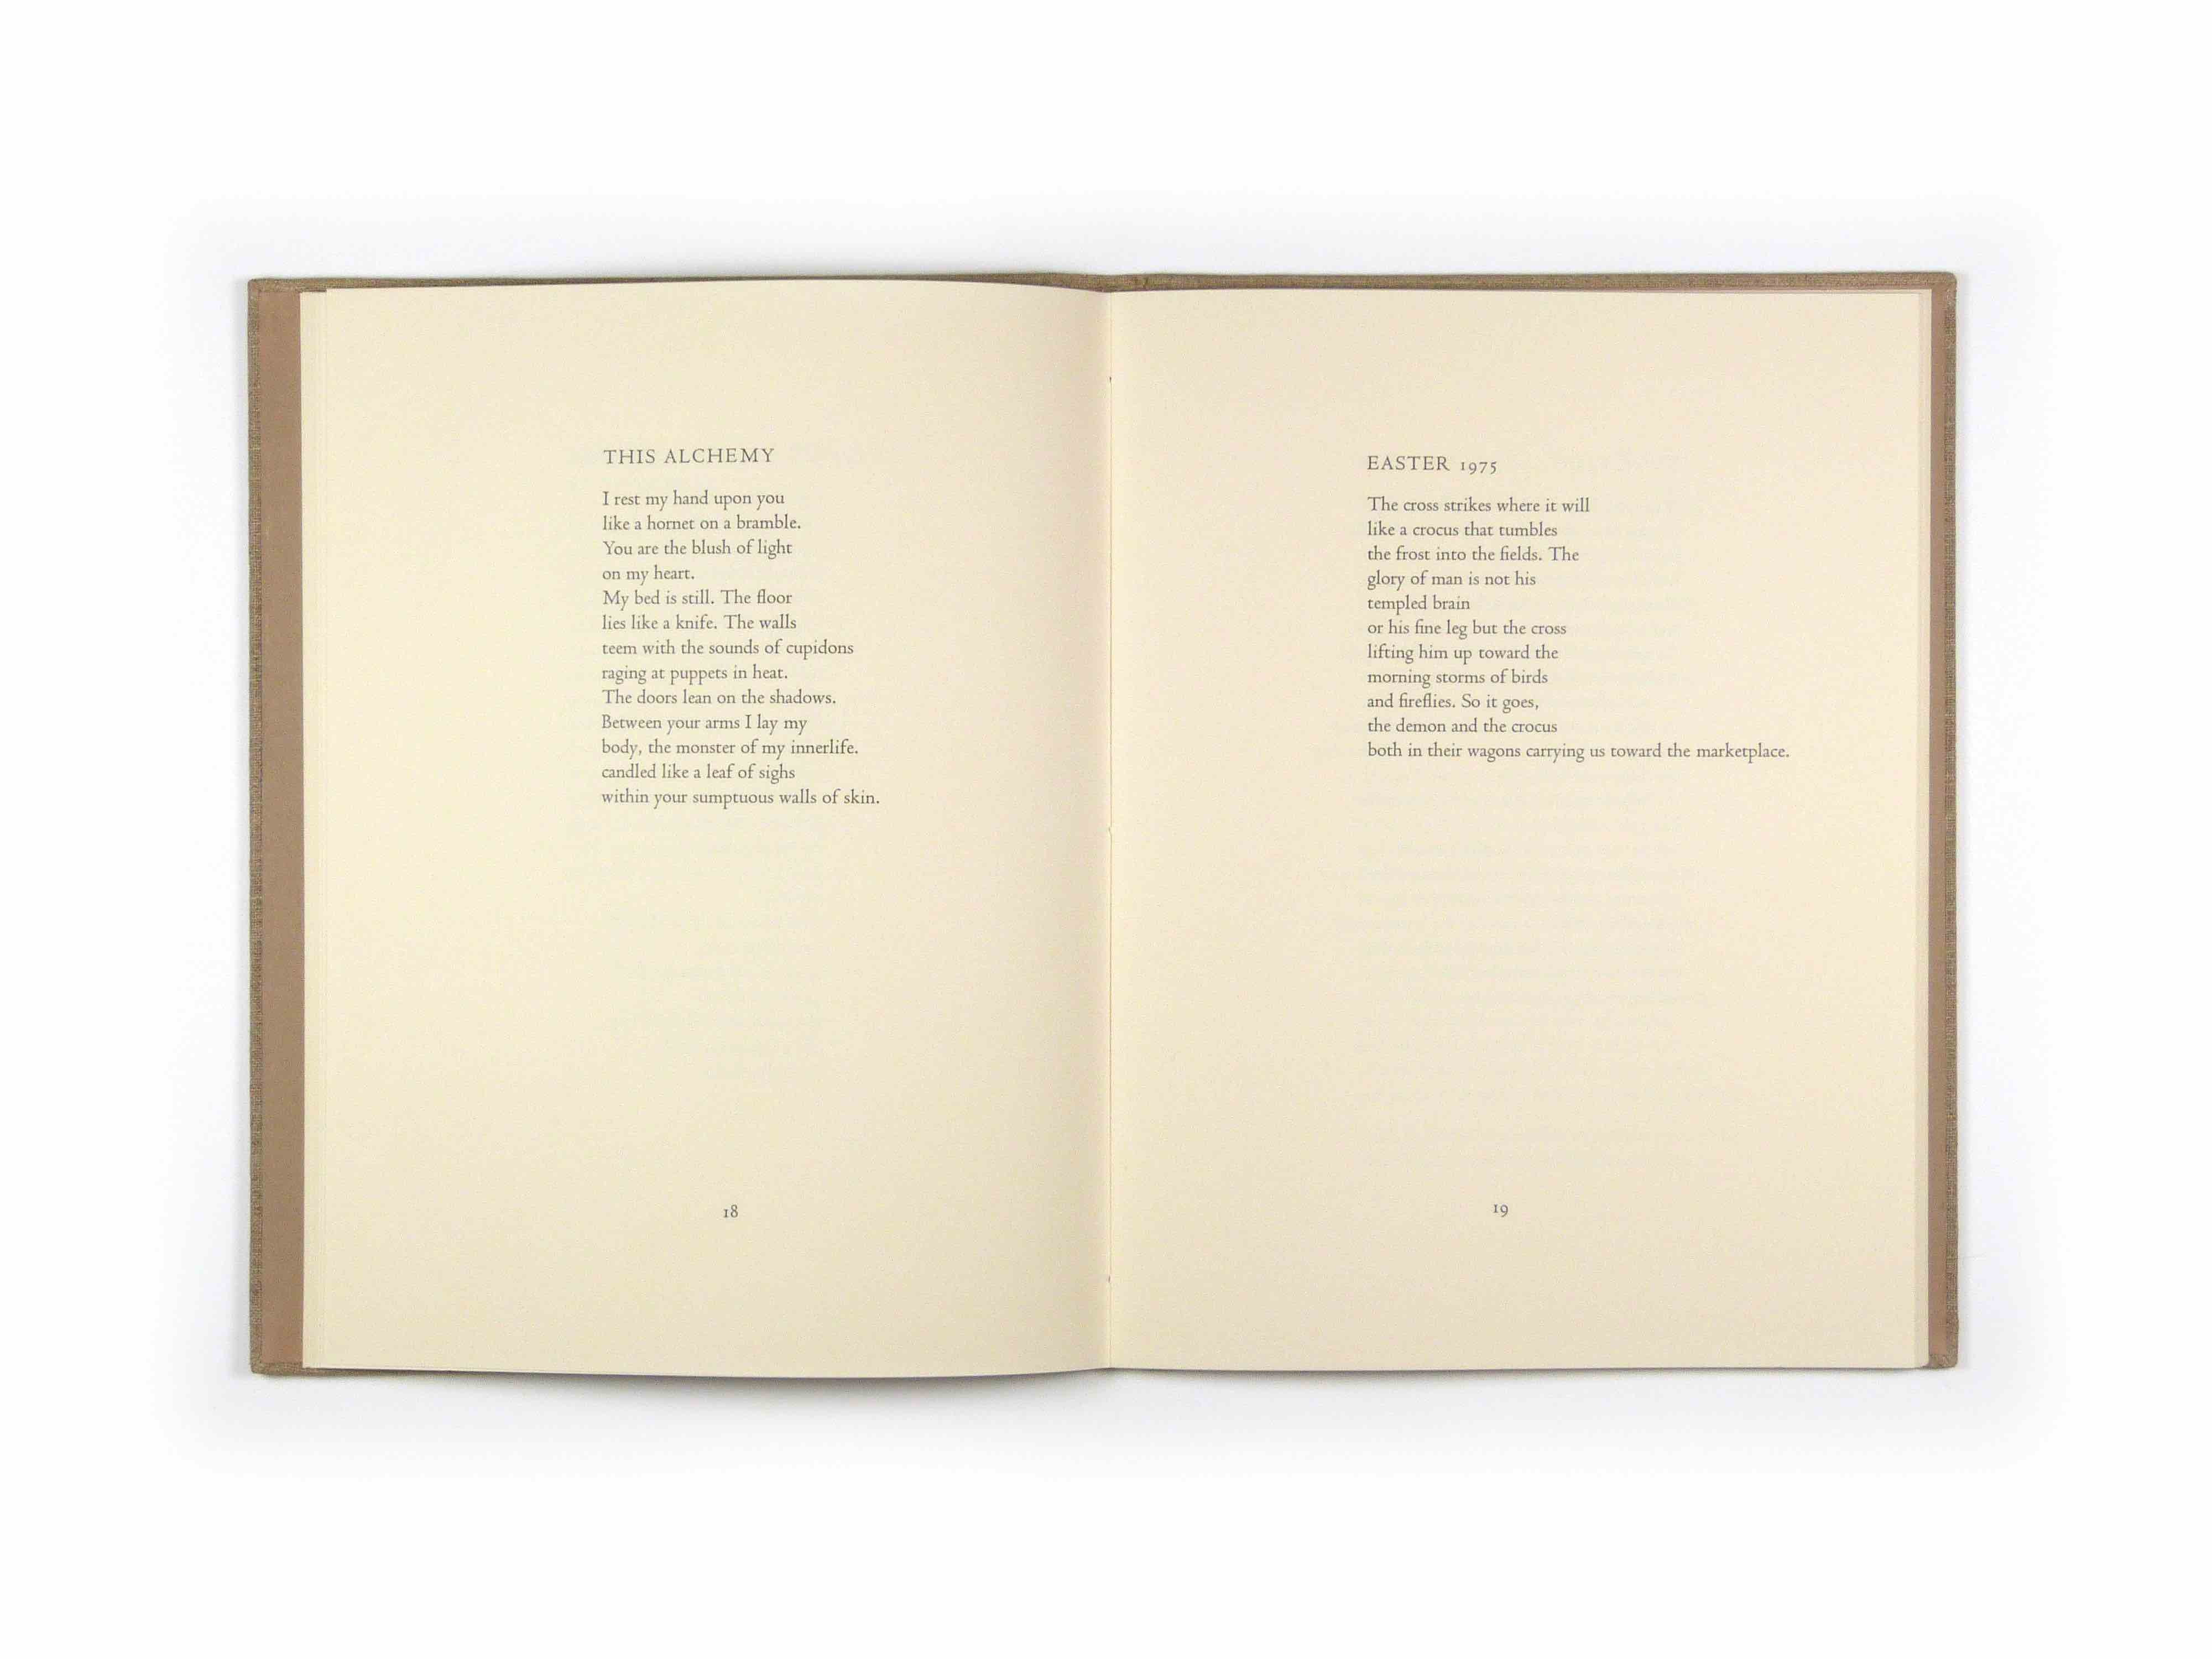 THIS ALCHEMY
I rest my hand upon you
like a hornet on a bramble.
You are the blush of light
on my heart.
My bed is still. The floor
lies like a knife. The walls
teem with the sounds of cupidons
raging at puppets in heat.
The doors lean on the shadows.
Between your arms I lay my
body, the monster of my innerlife.
candled like a leaf of sighs
within your sumptuous walls of skin.
18
EASTER 1975
The cross strikes where it will
like a crocus that tumbles
the frost into the fields. The
glory of man is not his
templed brain
or his fine leg but the cross
lifting him up toward the
morning storms of birds
and fireflies. So it goes,
the demon and the crocus
both in their wagons carrying us toward the marketplace.
19